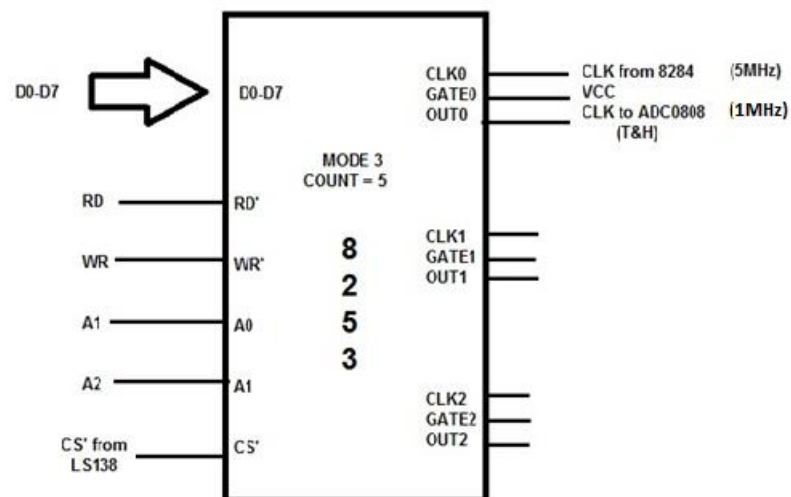 D0-D7
D0-D7
RD
RD'
WR
WR'
A1
A0
A2
A1
CS' from
LS138
CS'
MODE 3
COUNT = 5
8
2
5
3
CLK0
GATE0
OUT0
CLK from 8284 (5MHz)
VCC
CLK to ADC0808 (1MHz)
(T&H)
CLK1
GATE1
OUT1
CLK2
GATE2
OUT2